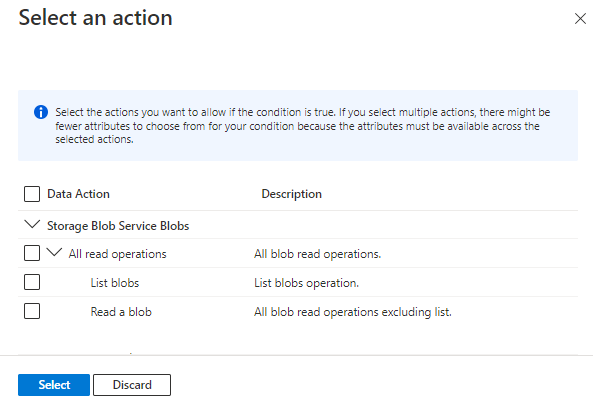 Select an action
Select the actions you want to allow if the condition is true. If you select multiple actions, there might be
fewer attributes to choose from for your condition because the attributes must be available across the
selected actions.
Data Action Description
Storage Blob Service Blobs
All read operations All blob read operations.
List blobs List blobs operation.
Read a blob All blob read operations excluding list.
Select Discard